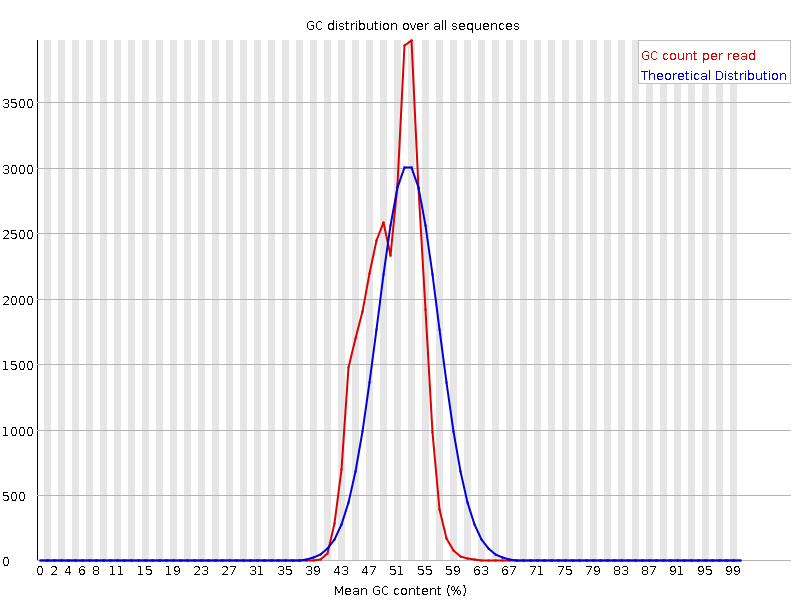 GC distribution over all sequences
GC count per read
Theoretical Distribution
3500
3000
2500
2000
1500
1000
500
0
0 2 4 6 8 11 15 19 23 27 31 35 39 43 47 51 55 59 63 67 71 75 79 83 87 91 95 99
Mean GC content (%)